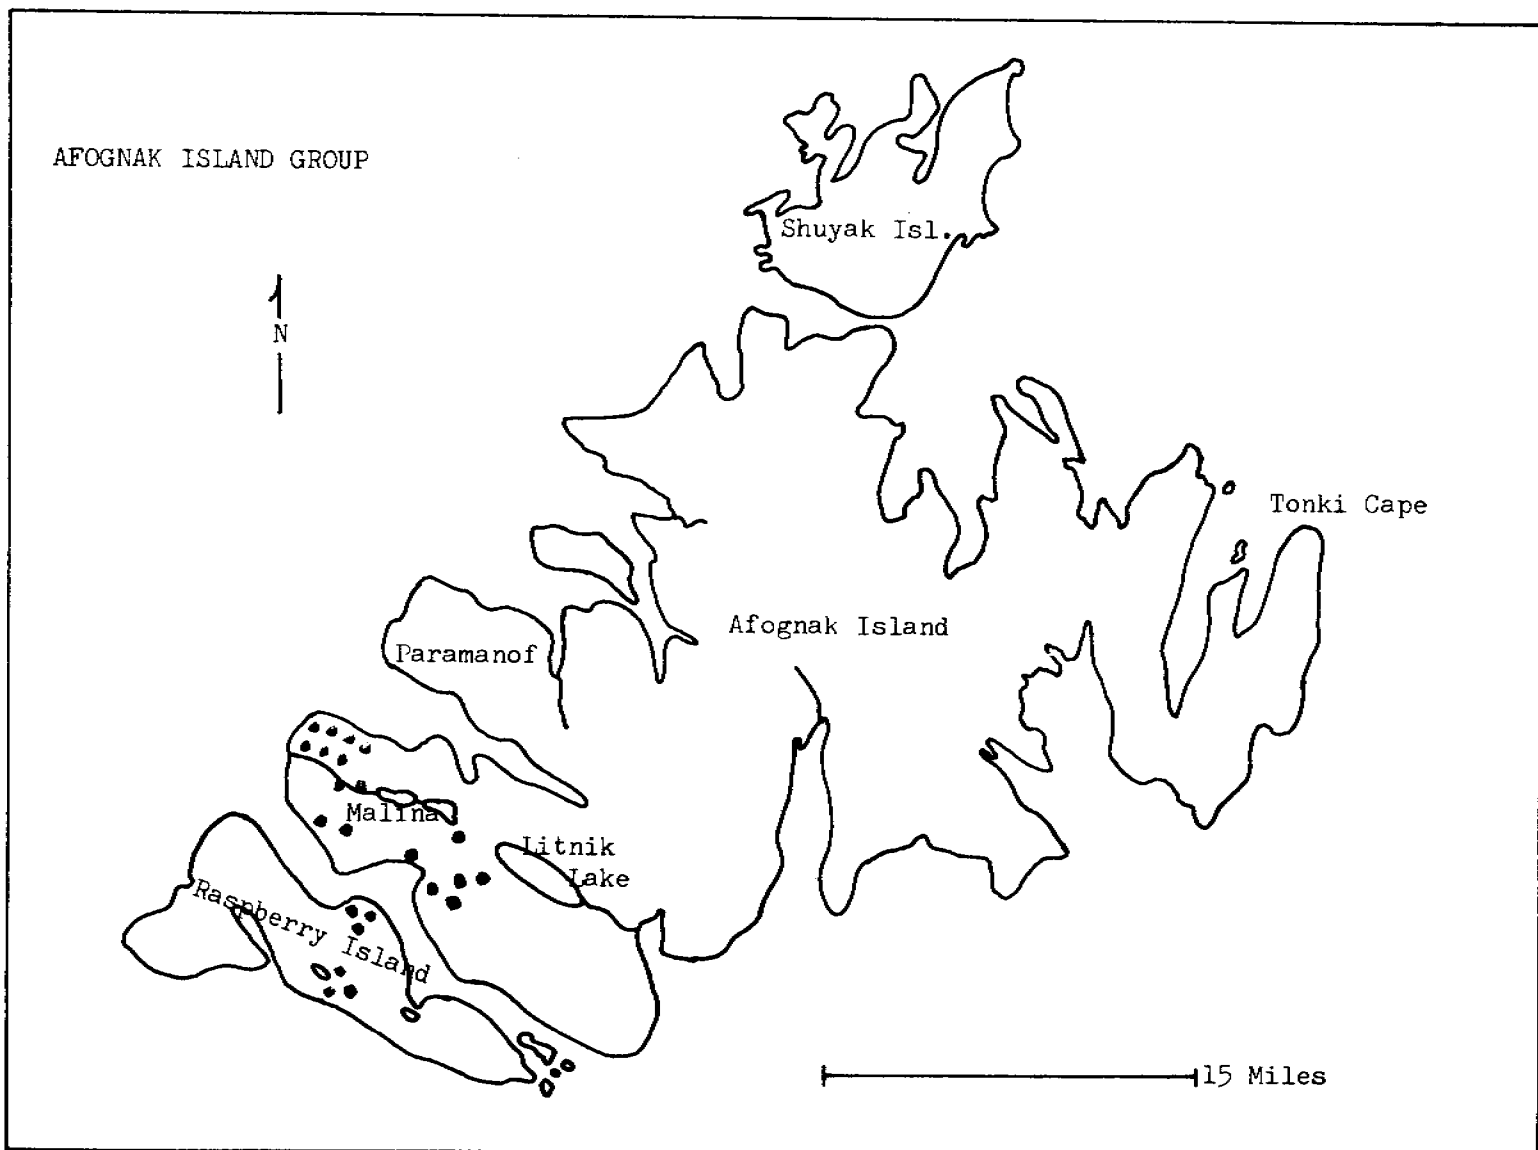 AFOGNAK ISLAND GROUP
Shuyak Isl.
N
Tonki Cape
Afognak Island
Paramanof
Malina
Litnik
Lake
Raspberry Island
15 Miles